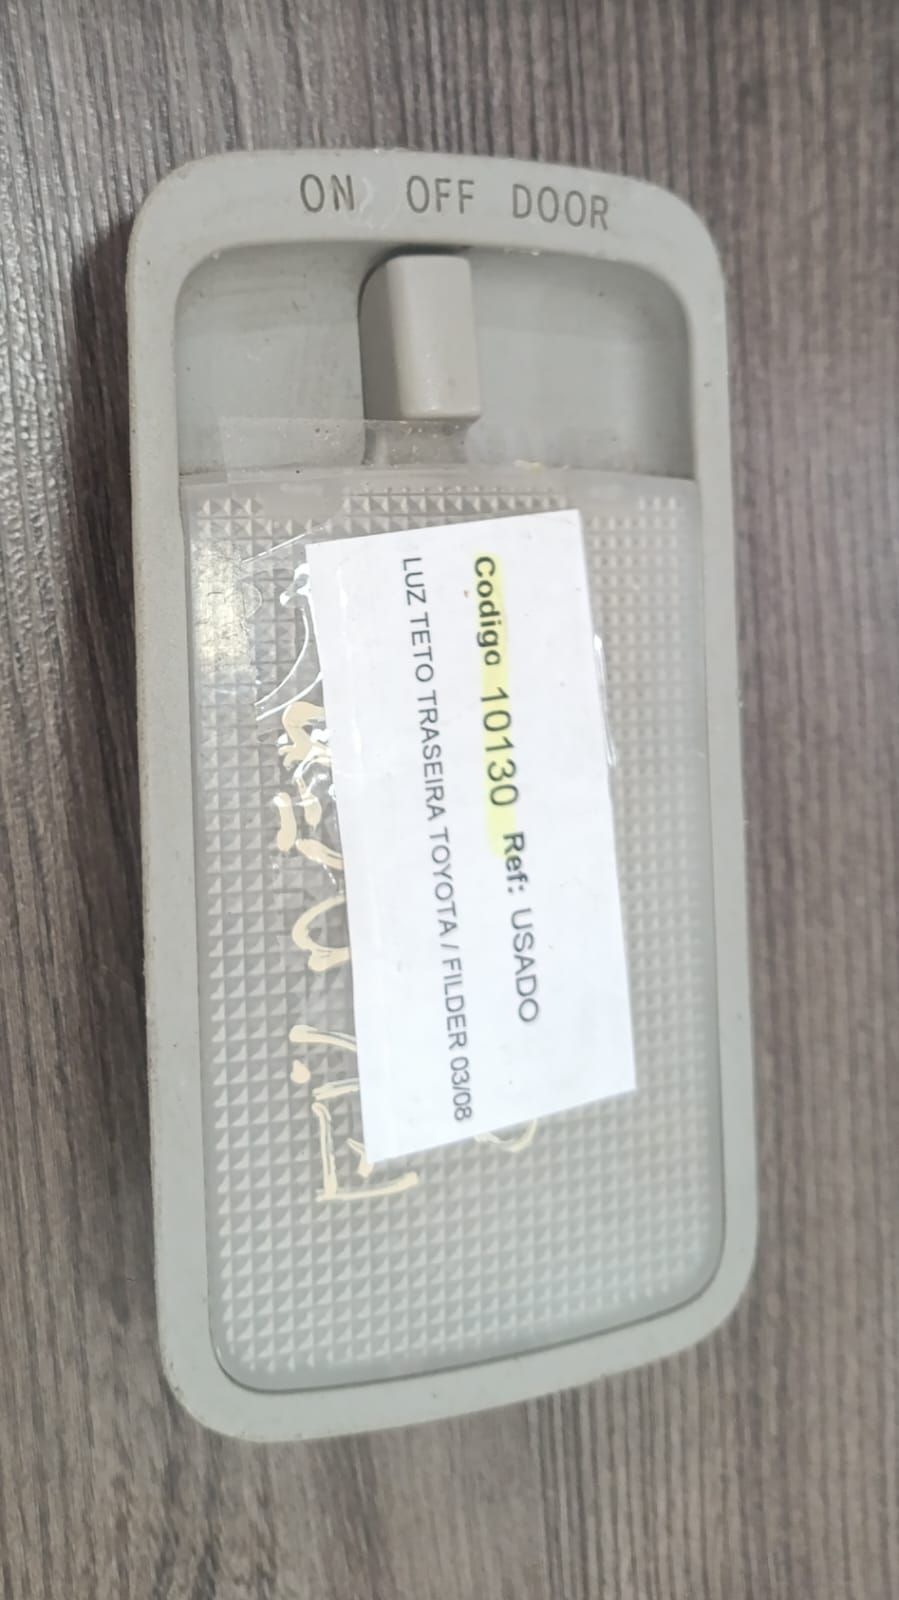 ON OFF DOOR
Codigo 10130 Ref: USADO
LUZ TETO TRASEIRA TOYOTA / FILDER 03/08